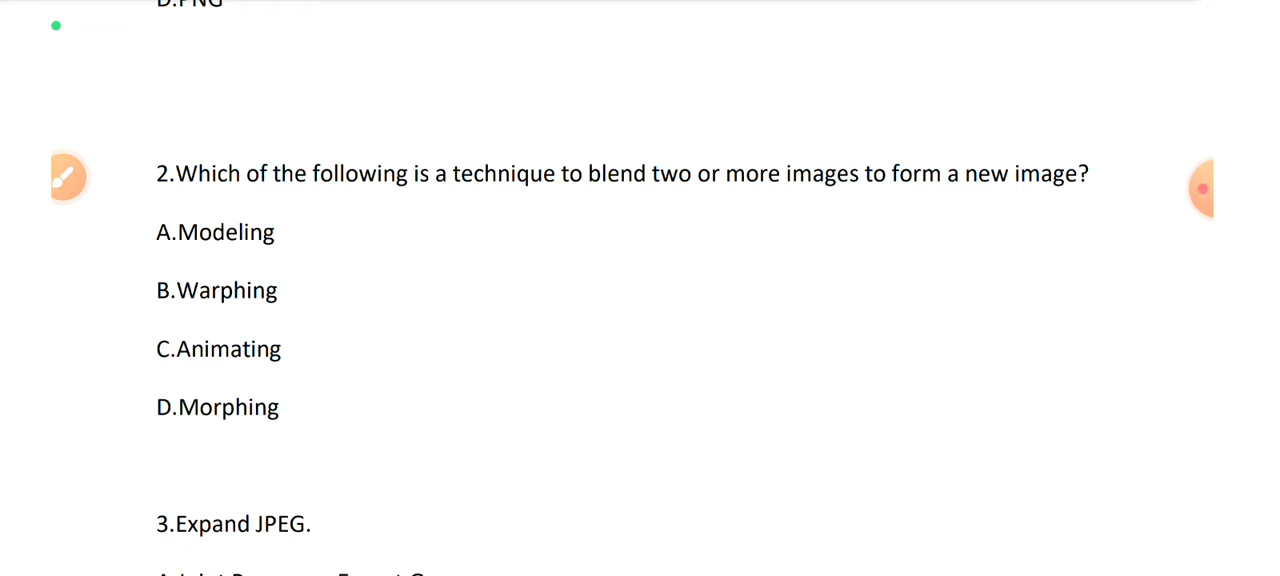 D.PNG
2.Which of the following is a technique to blend two or more images to form a new image?
A.Modeling
B.Warphing
C.Animating
D.Morphing
3.Expand JPEG.